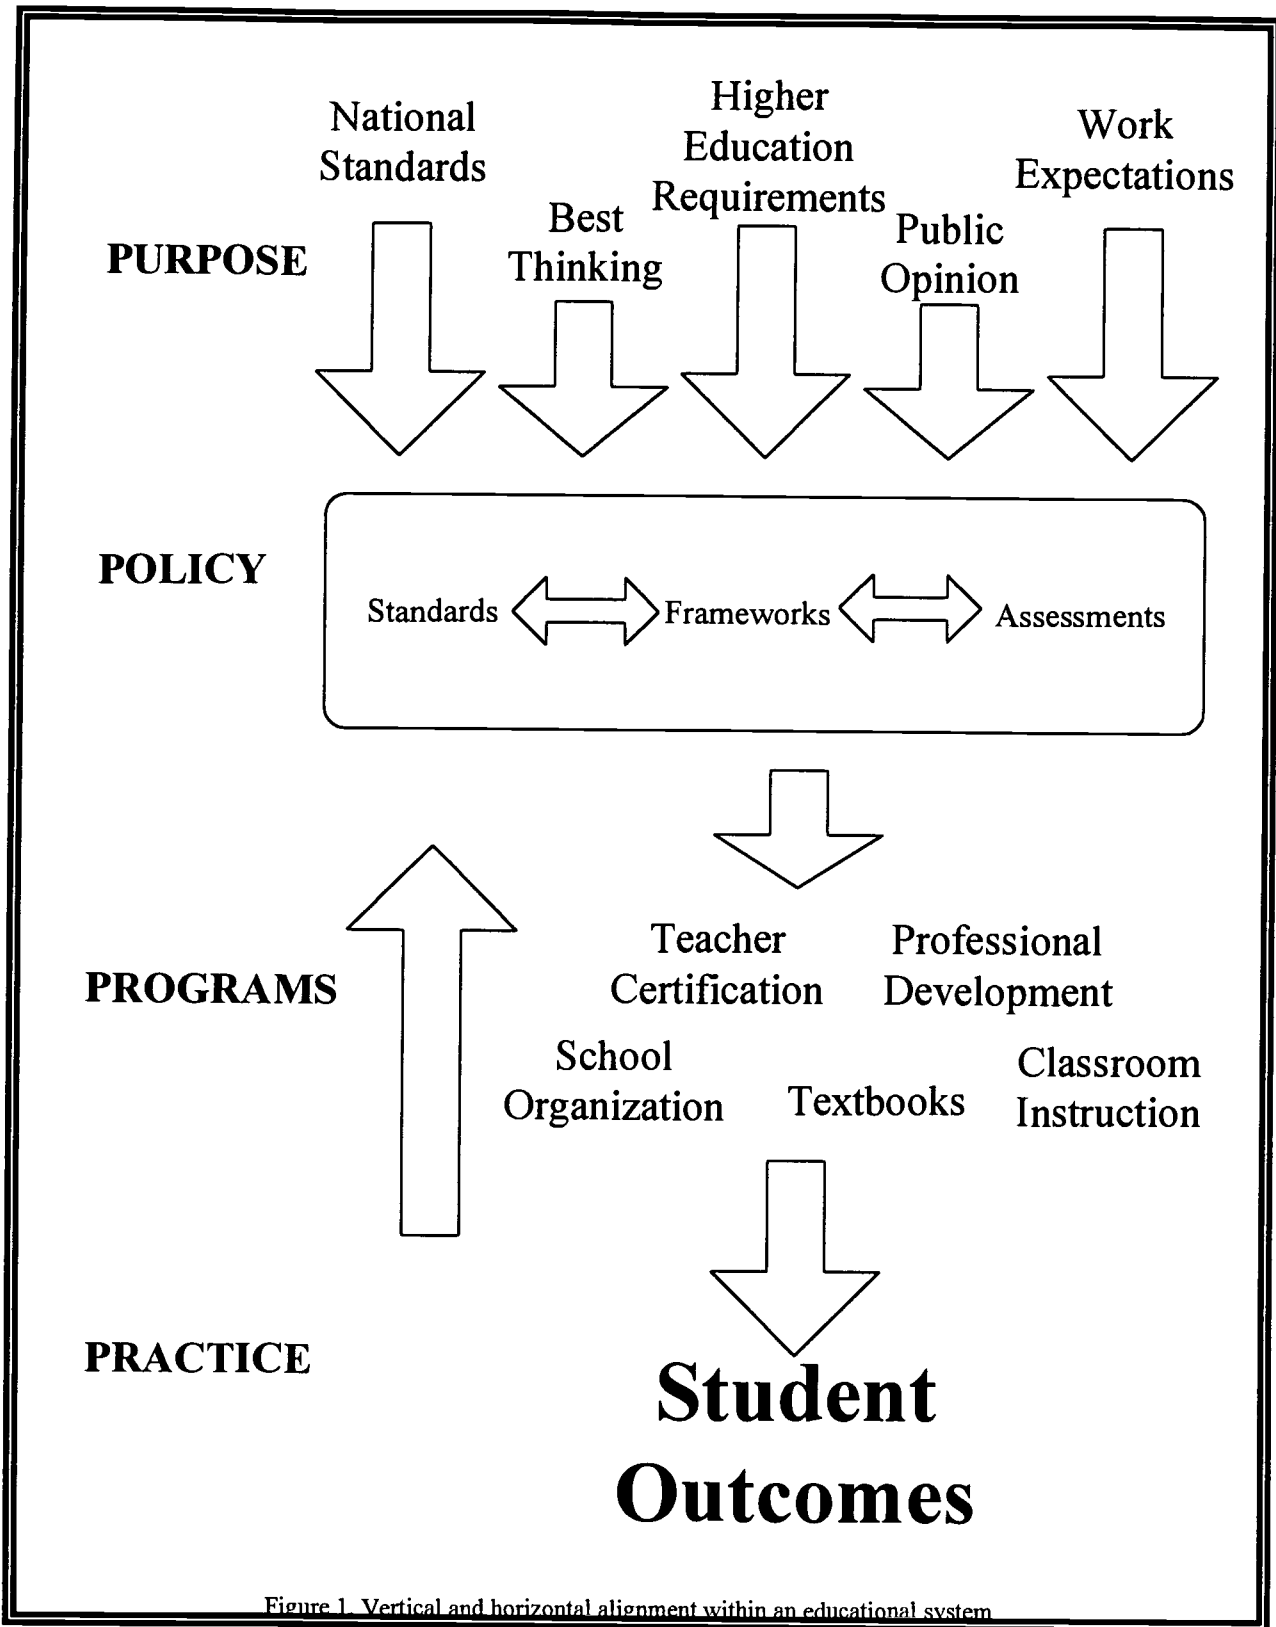 National
Standards
Best
Thinking
Higher
Education
Requirements
Public
Opinion
Work
Expectations
PURPOSE
POLICY
Standards
Frameworks
Assessments
PROGRAMS
Teacher
Certification
Professional
Development
School
Organization
Textbooks
Classroom
Instruction
PRACTICE
Student
Outcomes
Figure 1. Vertical and horizontal alignment within an educational system